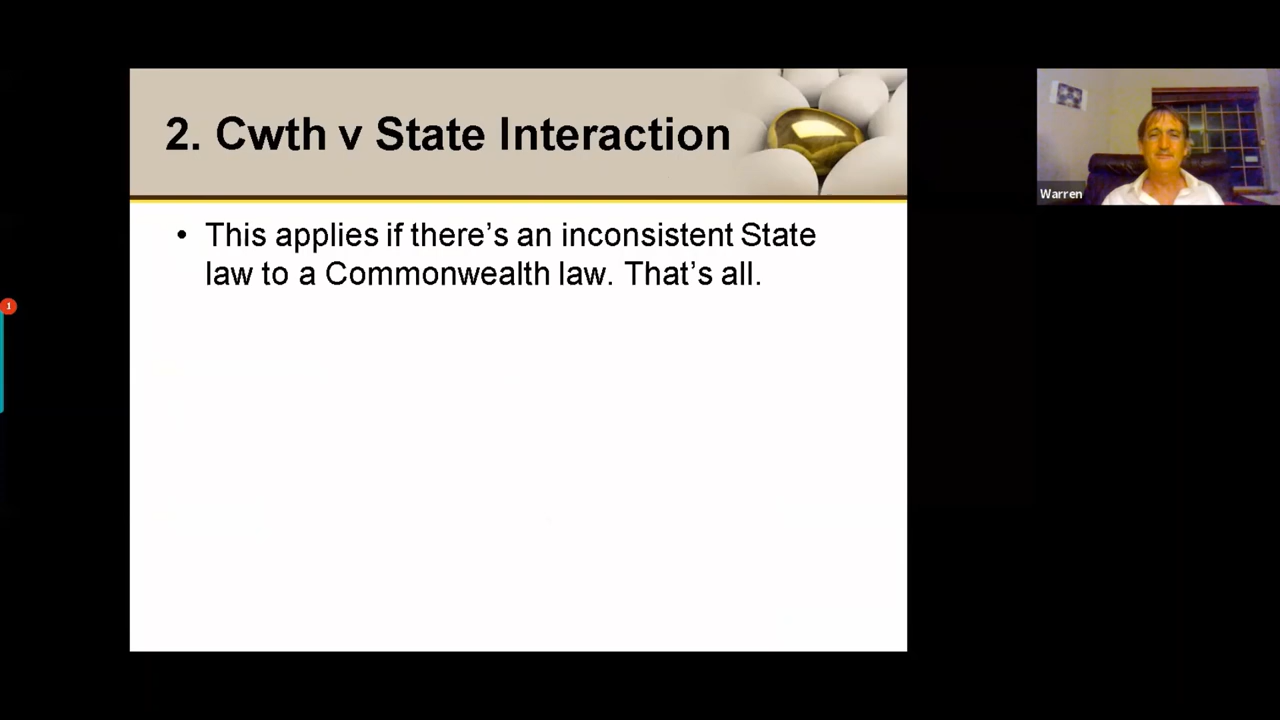 2. Cwth v State Interaction
• This applies if there’s an inconsistent State
law to a Commonwealth law. That’s all.
Warren
1